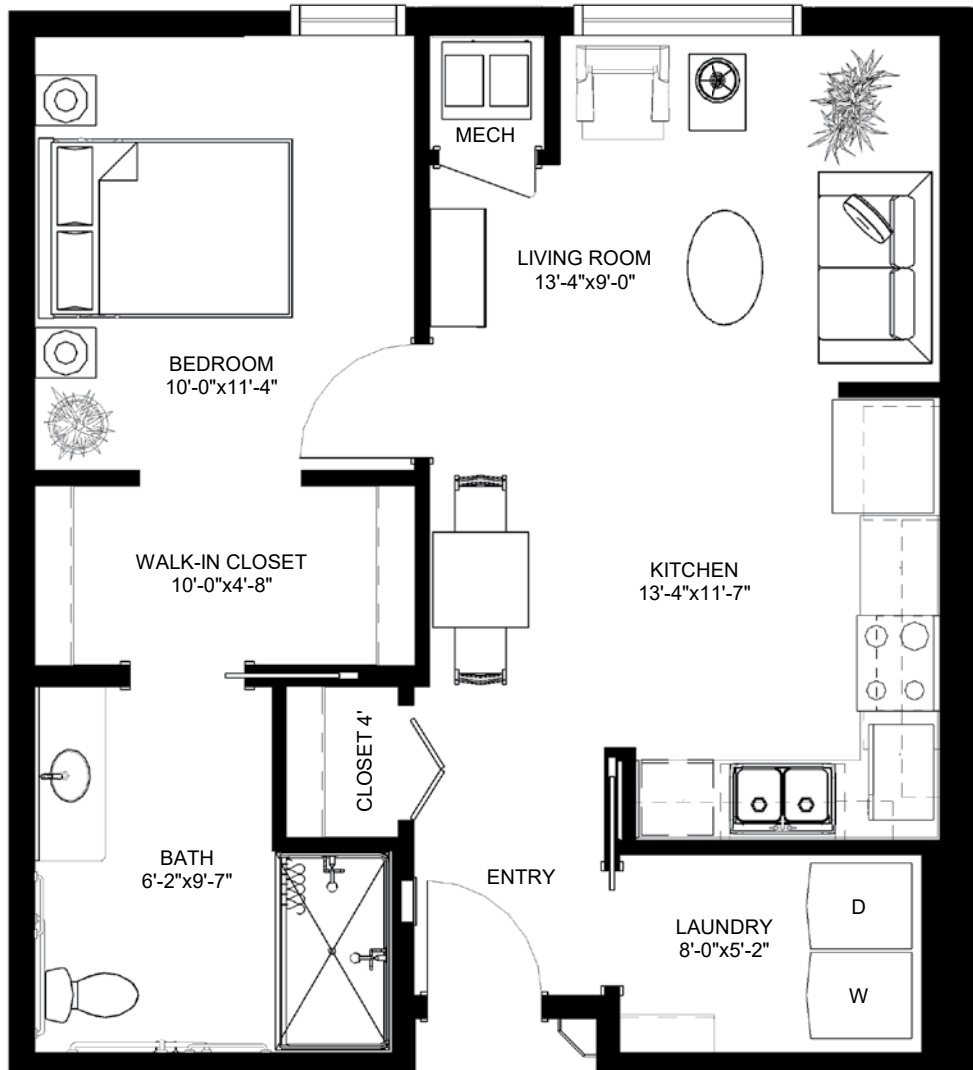 MECH
LIVING ROOM
13'-4"x9'-0"
BEDROOM
10'-0"x11'-4"
WALK-IN CLOSET
10'-0"x4'-8"
KITCHEN
13'-4"x11'-7"
CLOSET 4'
BATH
6'-2"x9'-7"
ENTRY
LAUNDRY
8'-0"x5'-2"
D
W